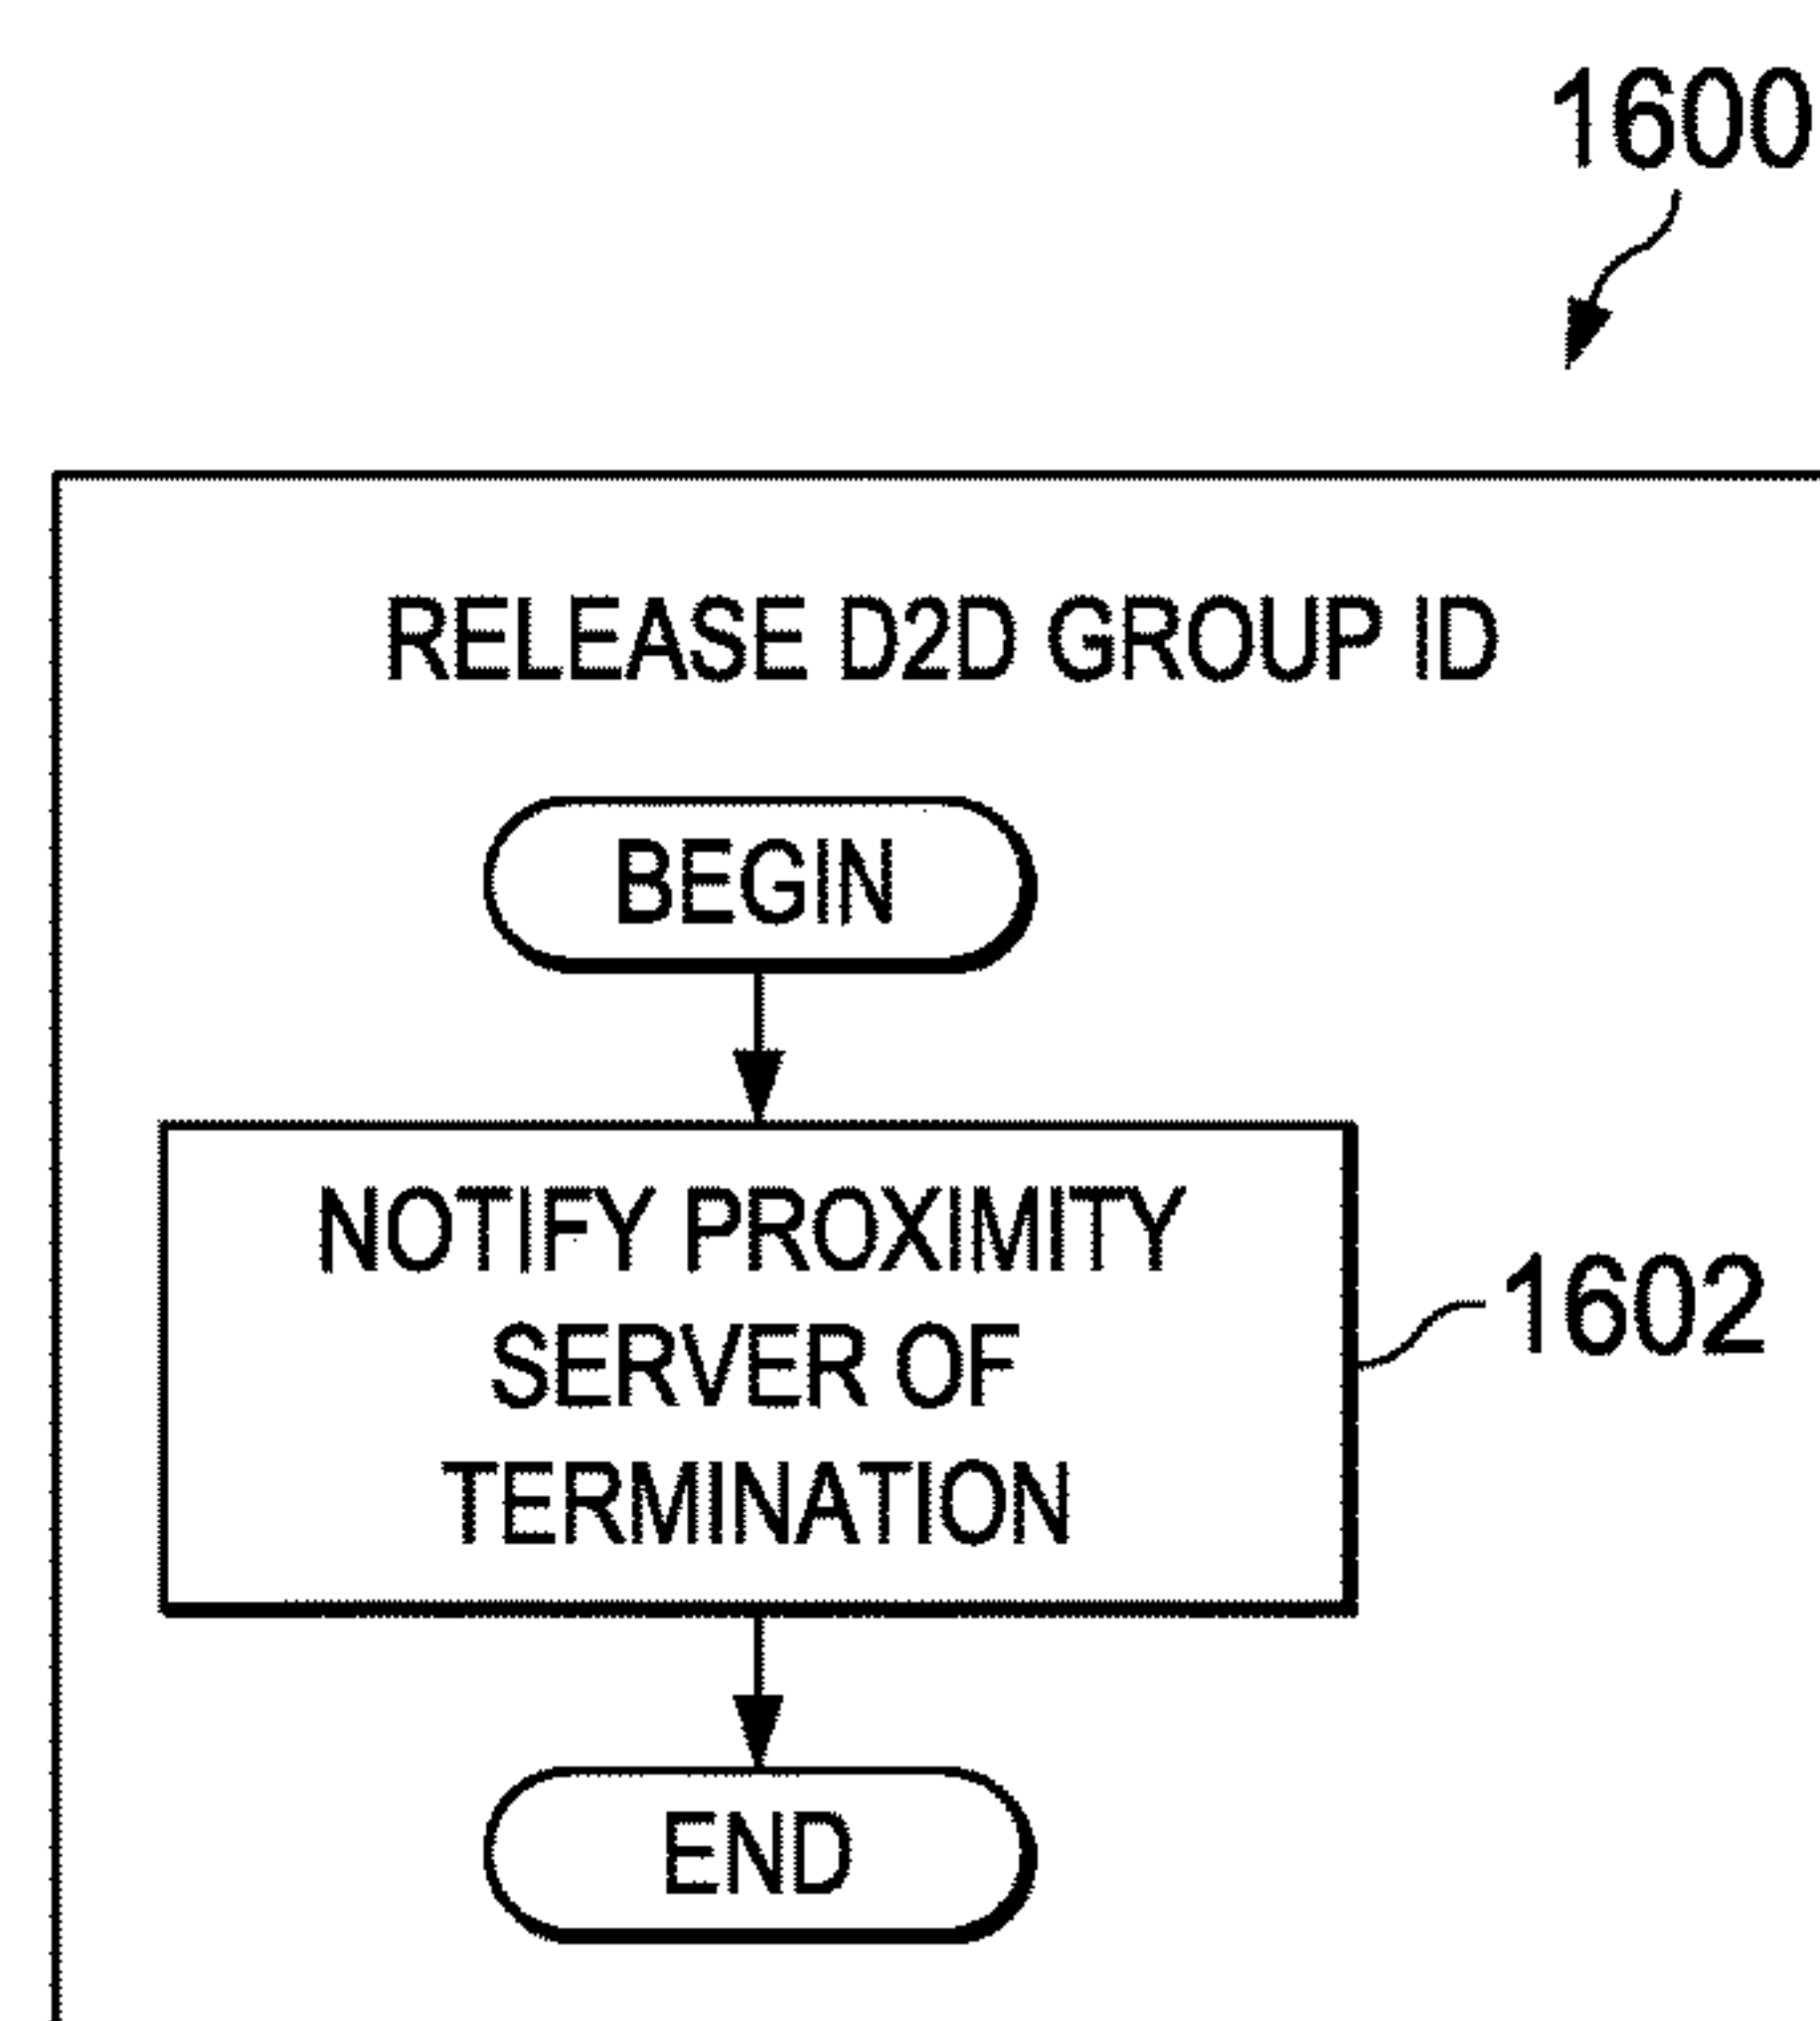 1600
RELEASE D2D GROUP ID
BEGIN
NOTIFY PROXIMITY
SERVER OF
TERMINATION
1602
END